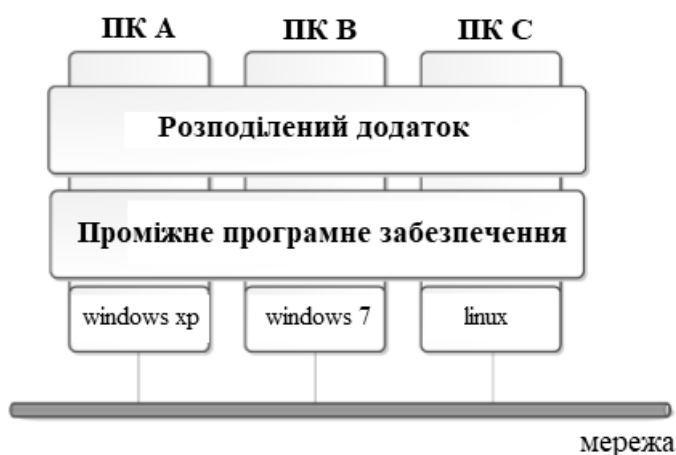 ПК А ПК В ПК С
Розподілений додаток
Проміжне програмне забезпечення
windows xp windows 7 linux
мережа